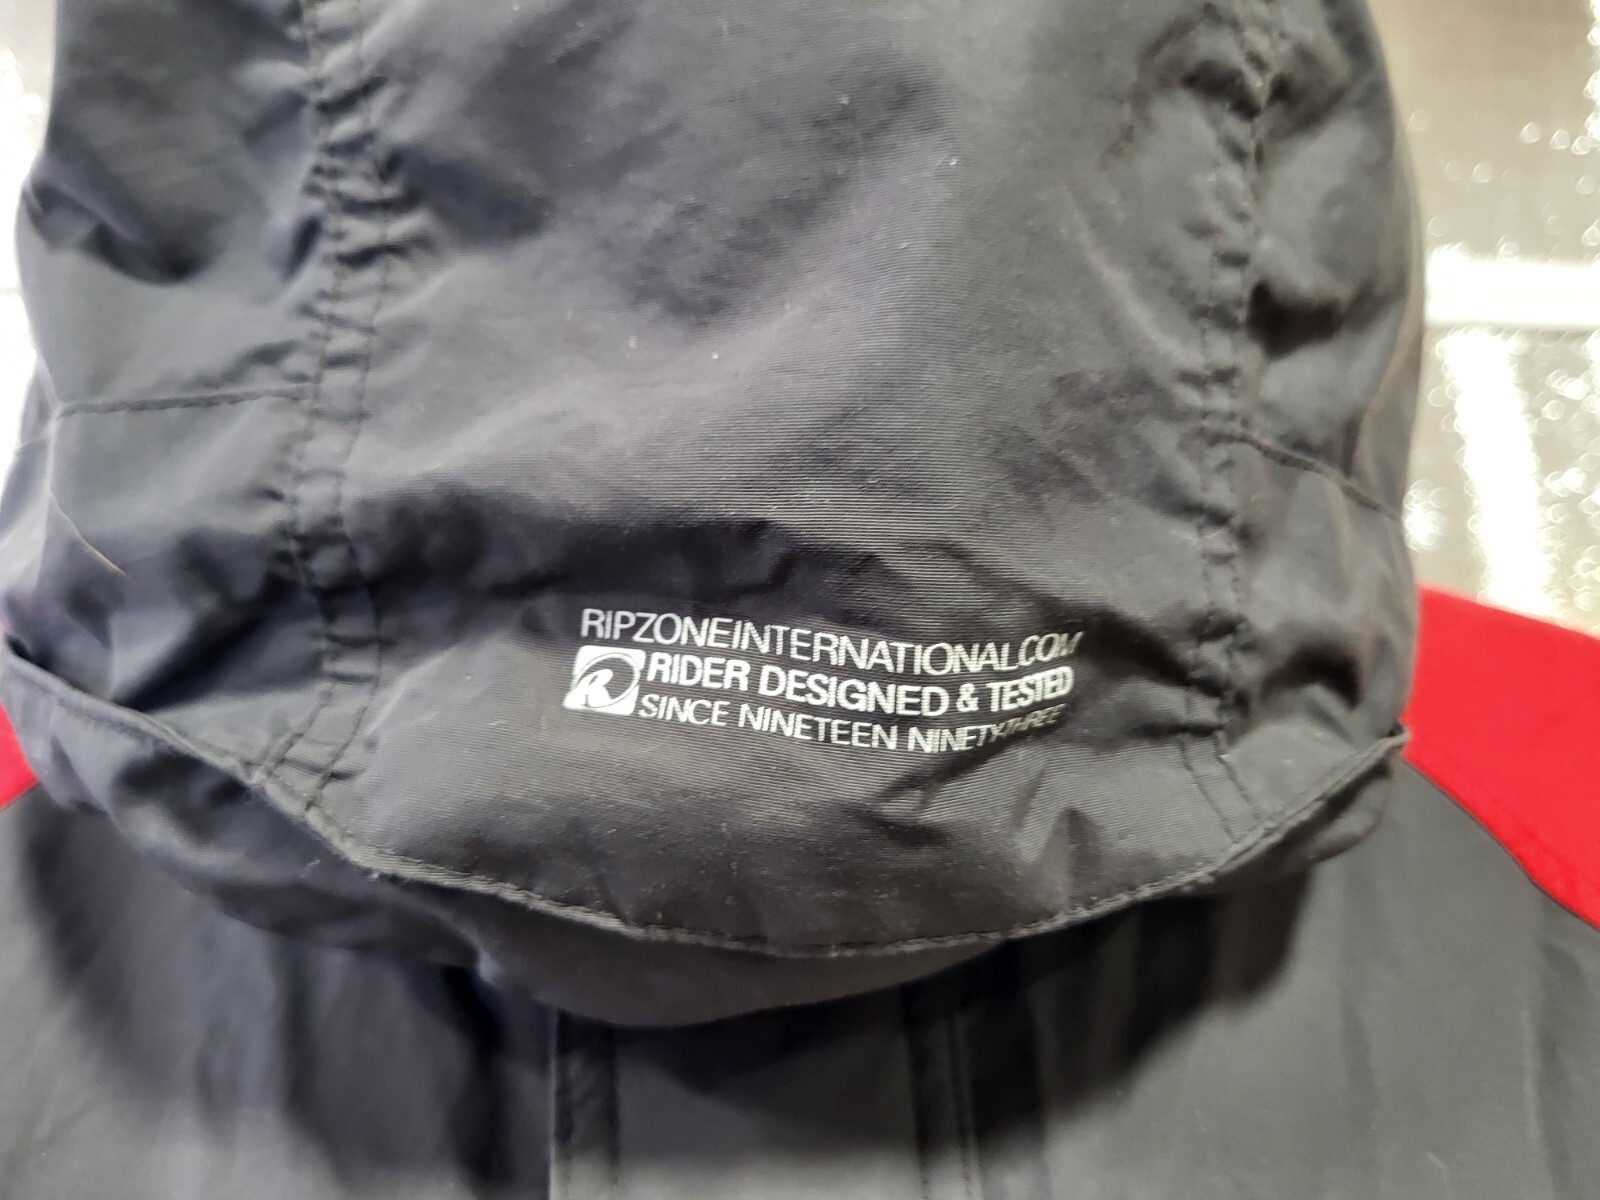 RIPZONEINTERNATIONAL.COM
RIDER DESIGNED & TESTED
SINCE NINETEEN NINETY-THREE